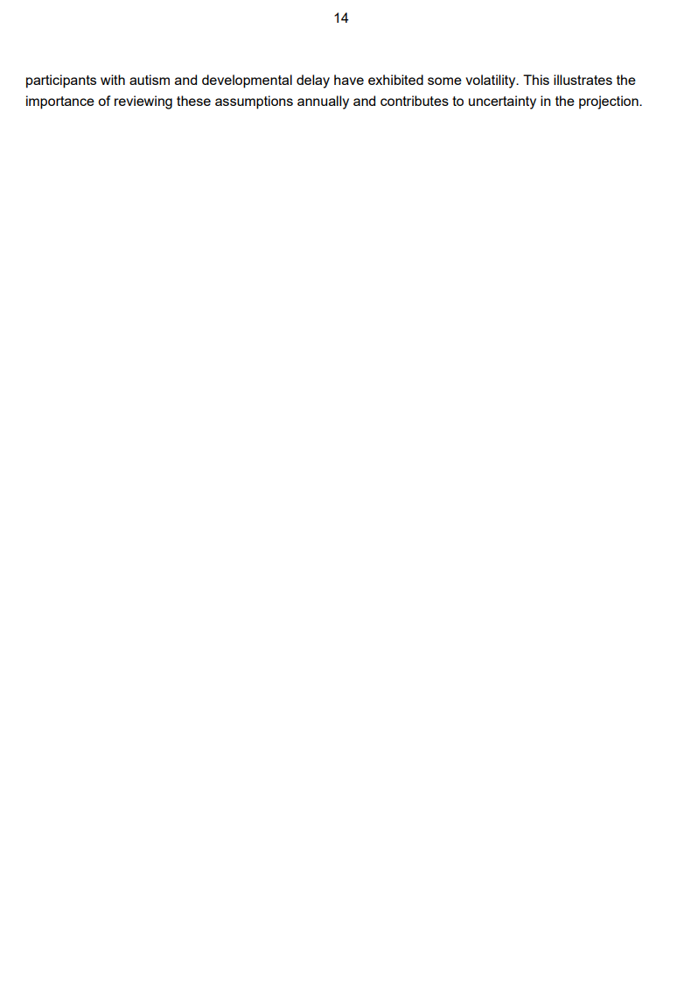 14
participants with autism and developmental delay have exhibited some volatility. This illustrates the
importance of reviewing these assumptions annually and contributes to uncertainty in the projection.